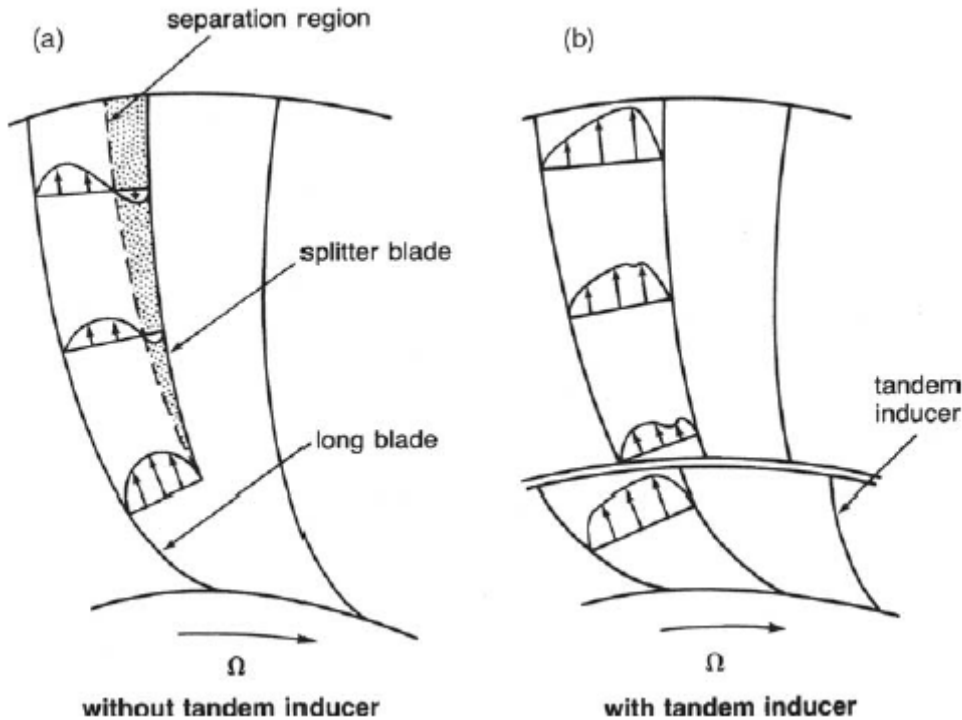 (a)
separation region
splitter blade
long blade
Ω
without tandem inducer
(b)
tandem
inducer
Ω
with tandem inducer